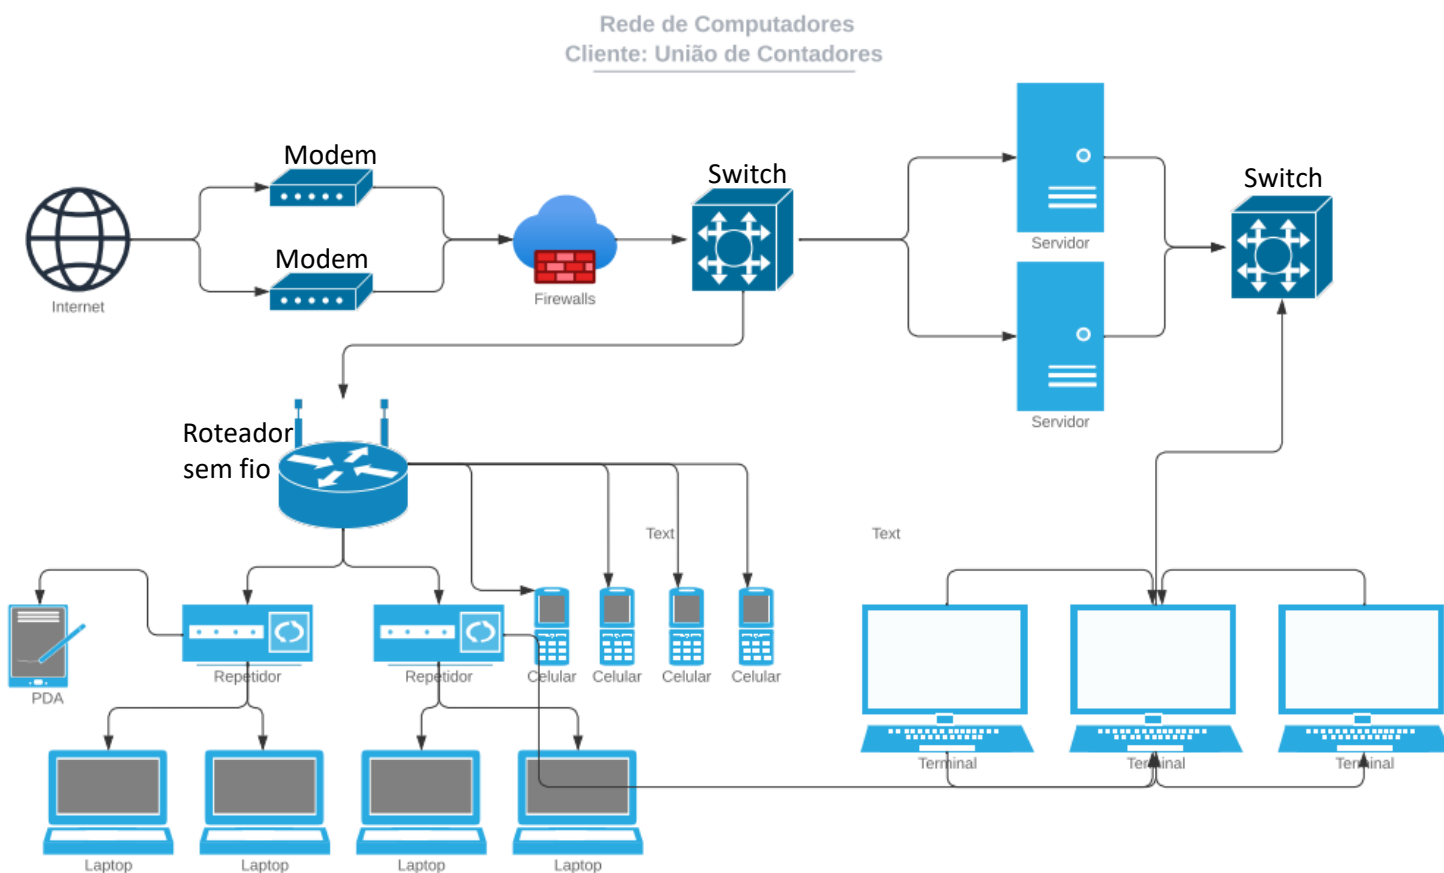 Rede de Computadores
Cliente: União de Contadores
Modem
Switch
Switch
Modem
Servidor
Internet
Firewalls
Servidor
Roteador
sem fio
Text
Text
Repetidor
Repetidor
Celular
Celular
Celular
Celular
PDA
Terminal
Terminal
Terminal
Laptop
Laptop
Laptop
Laptop